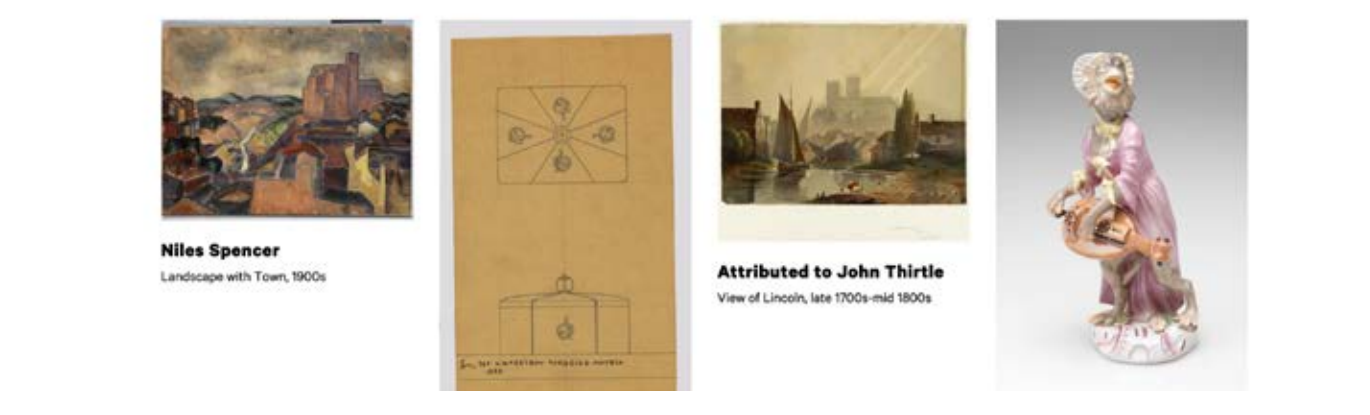 Niles Spencer
Landscape with Town, 1900s
Attributed to John Thirtle
View of Lincoln, late 1700s-mid 1800s